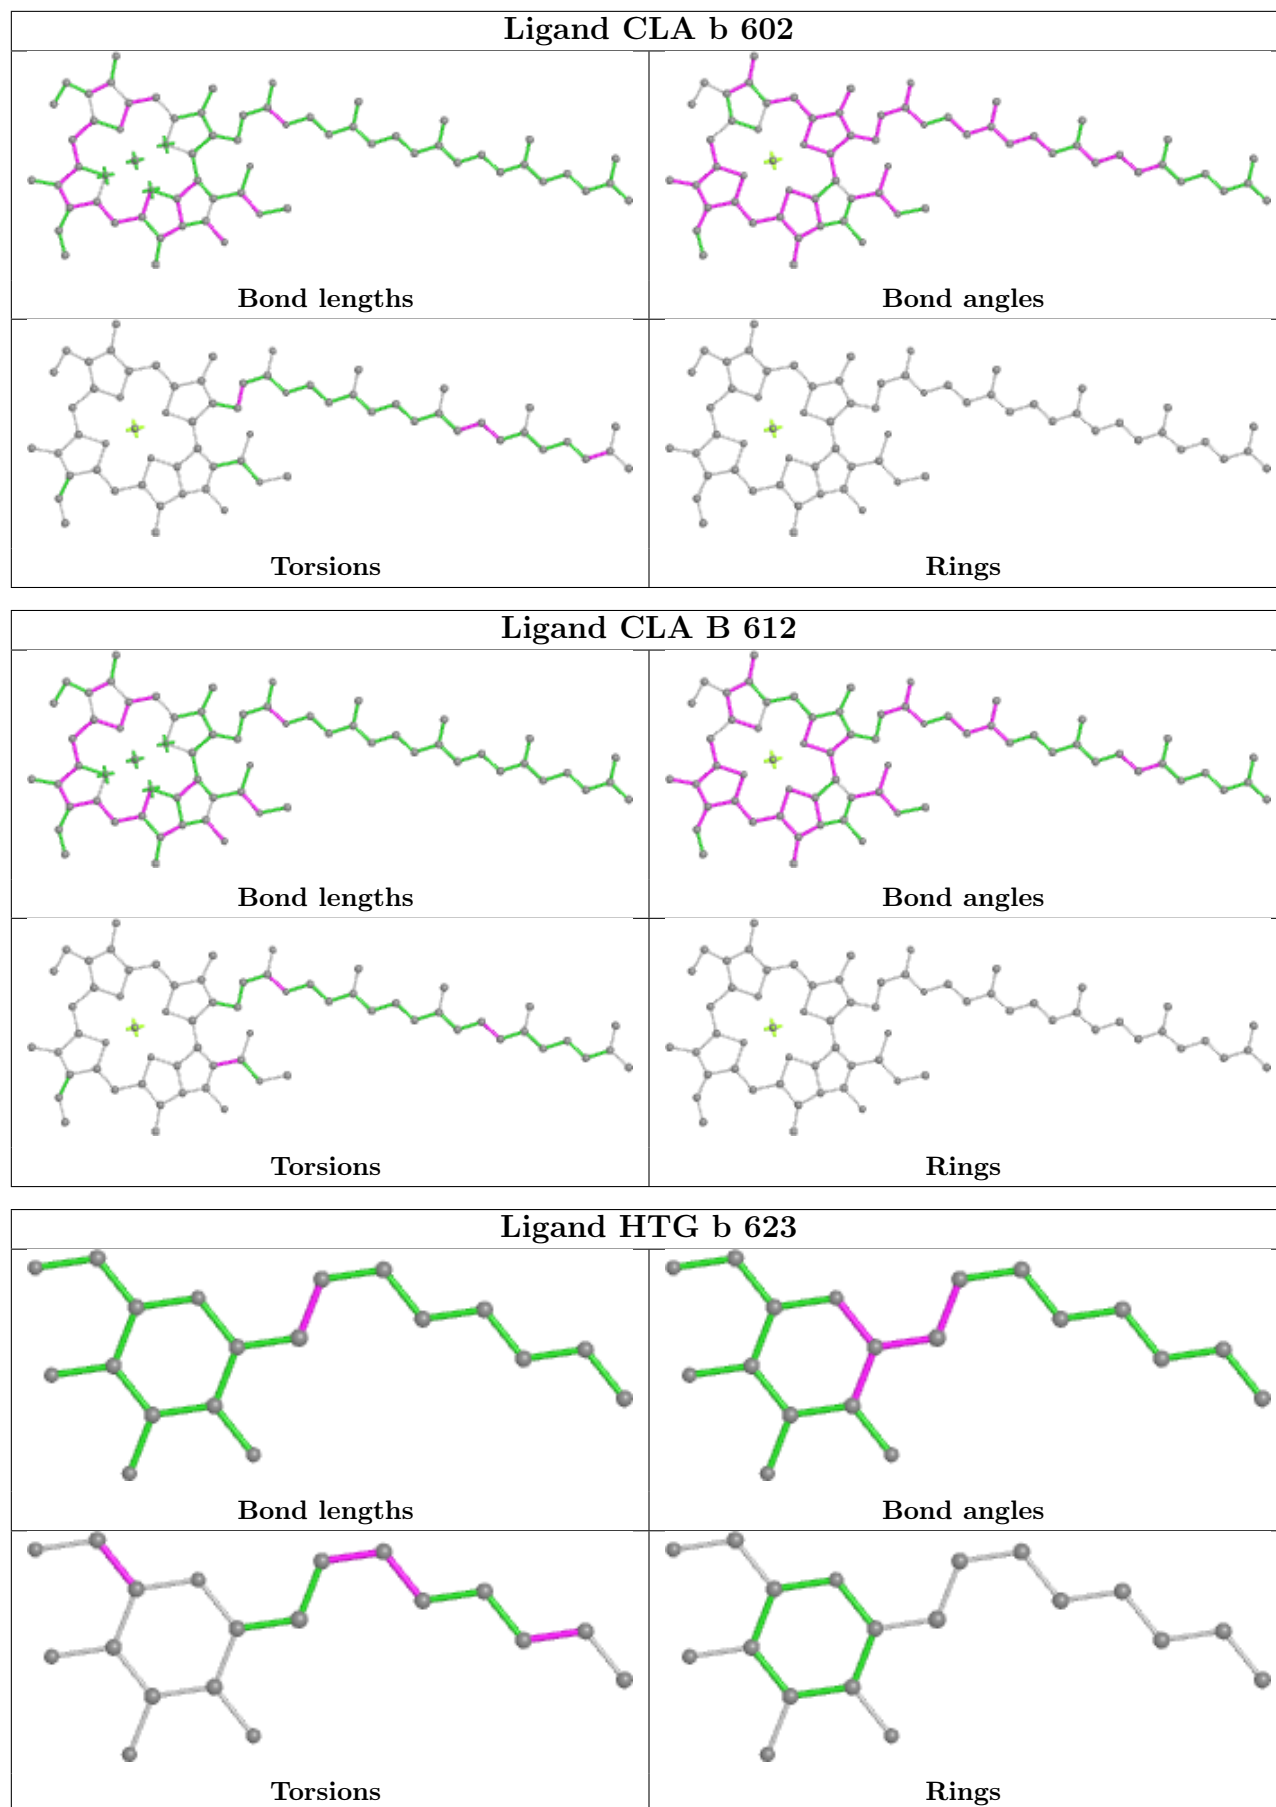 Ligand CLA b 602
Bond lengths
Bond angles
Torsions
Rings
Ligand CLA B 612
Bond lengths
Bond angles
Torsions
Rings
Ligand HTG b 623
Bond lengths
Bond angles
Torsions
Rings